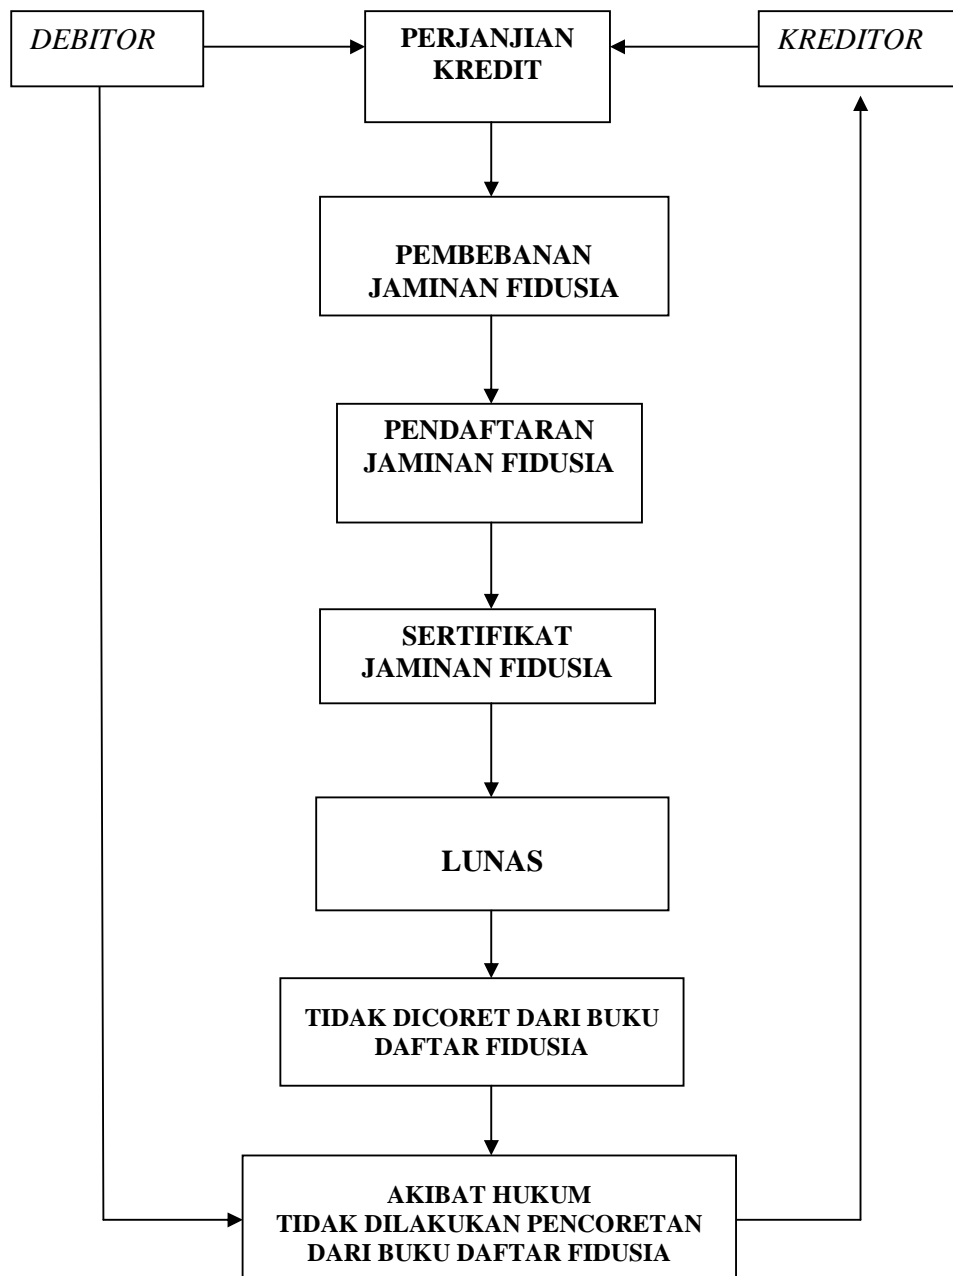 DEBITOR
PERJANJIAN
KREDIT
KREDITOR
PEMBEBANAN
JAMINAN FIDUSIA
PENDAFTARAN
JAMINAN FIDUSIA
SERTIFIKAT
JAMINAN FIDUSIA
LUNAS
TIDAK DICORET DARI BUKU
DAFTAR FIDUSIA
AKIBAT HUKUM
TIDAK DILAKUKAN PENCORETAN
DARI BUKU DAFTAR FIDUSIA